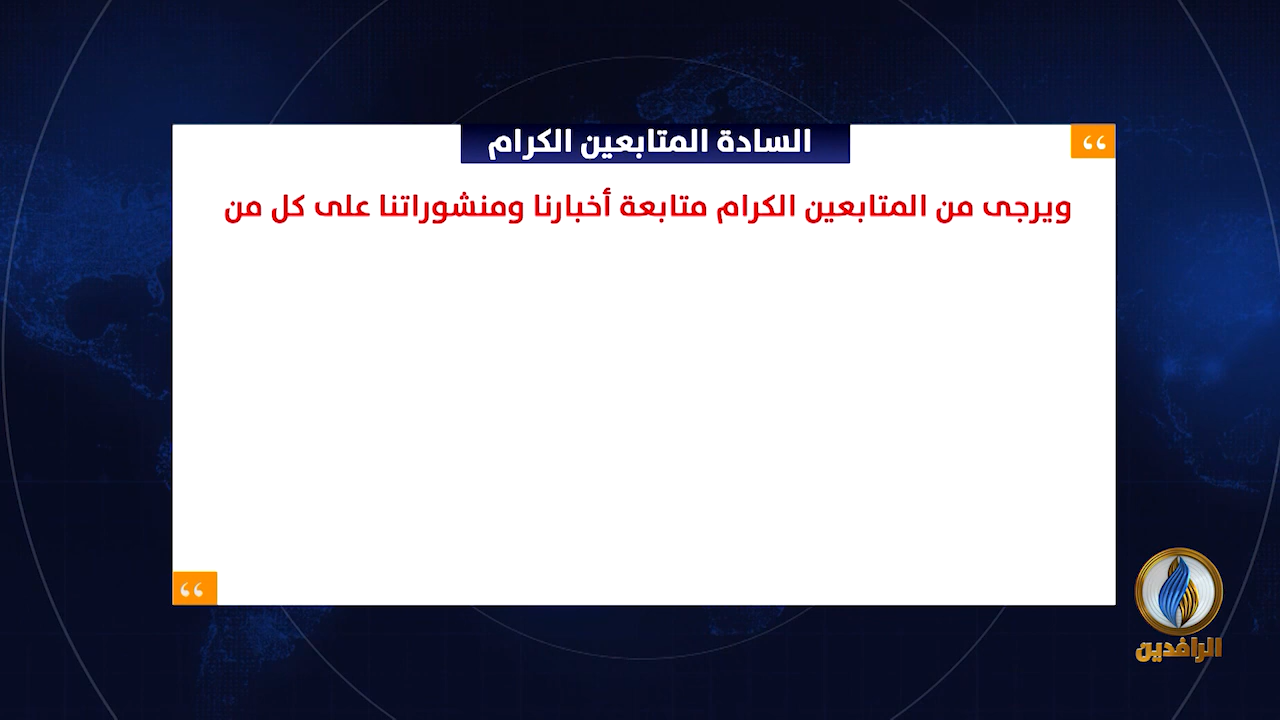 السادة المتابعين الكرام
ويرجى من المتابعين الكرام متابعة أخبارنا ومنشوراتنا على كل من
الرافدين